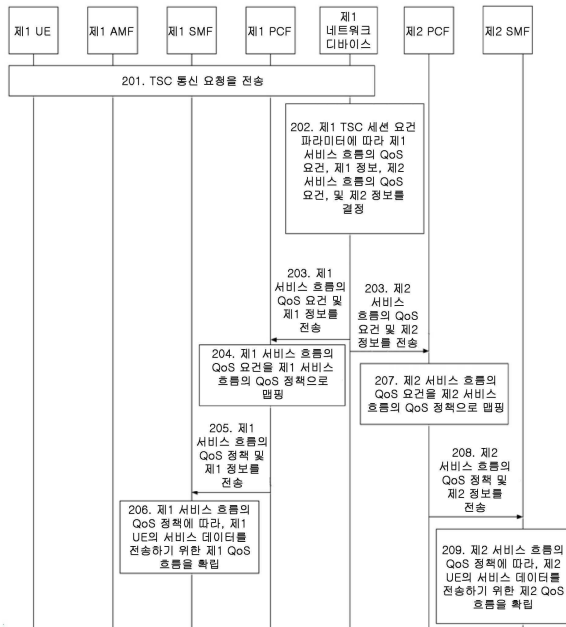 제1 UE
제1 AMF
제1 SMF
제1 PCF
제1
네트워크
디바이스
제2 PCF
제2 SMF
201. TSC 통신 요청을 전송
202. 제1 TSC 세션 요건
파라미터에 따라 제1
서비스 흐름의 QoS
요건, 제1 정보, 제2
서비스 흐름의 QoS
요건, 및 제2 정보를
결정
203. 제1
서비스 흐름의
QoS 요건 및
제1 정보를
전송
203. 제2
서비스
흐름의 QoS
요건 및 제2
정보를 전송
204. 제1 서비스 흐름의
QoS 요건을 제1 서비스
흐름의 QoS 정책으로
맵핑
207. 제2 서비스 흐름의
QoS 요건을 제2 서비스
흐름의 QoS 정책으로 맵핑
205. 제1
서비스 흐름의
QoS 정책 및
제1 정보를
전송
208. 제2
서비스 흐름의
QoS 정책 및
제2 정보를
전송
206. 제1 서비스 흐름의
QoS 정책에 따라, 제1
UE의 서비스 데이터를
전송하기 위한 제1 QoS
흐름을 확립
209. 제2 서비스 흐름의
QoS 정책에 따라, 제2
UE의 서비스 데이터를
전송하기 위한 제2 QoS
흐름을 확립